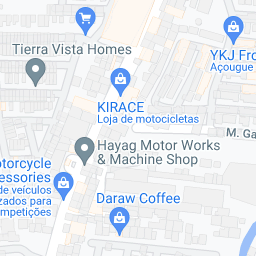 Tierra Vista Homes
YKJ Fro
Açougue
KIRACE
Loja de motocicletas
M. Ga
Hayag Motor Works
& Machine Shop
otorcycle
essories
de veículos
zados para
ompetições
Daraw Coffee